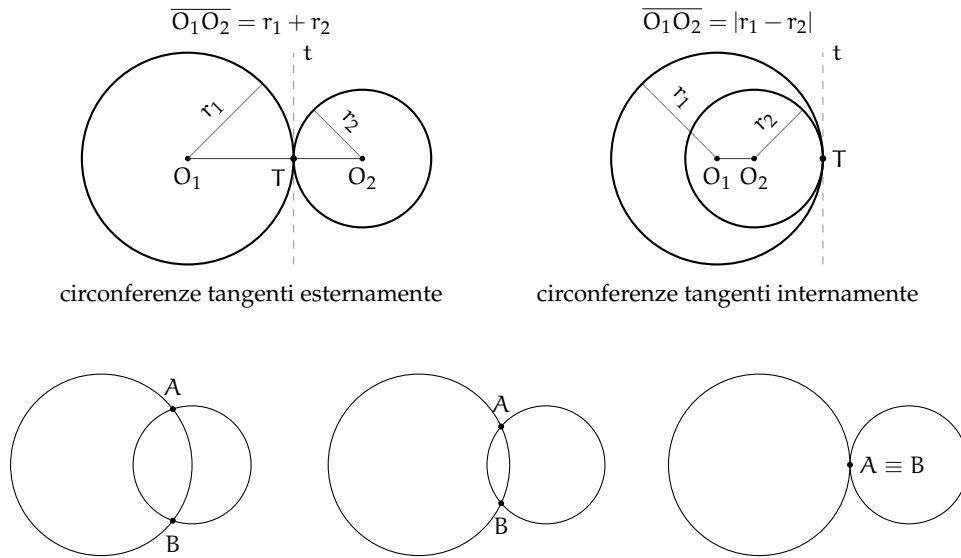 O₁O₂ = r₁ + r₂
O₁O₂ = |r₁ − r₂|
t
t
r₁
r₂
r₁
r₂
O₁
T
O₂
O₁
O₂
T
circonferenze tangenti esternamente
circonferenze tangenti internamente
A
A
A ≡ B
B
B